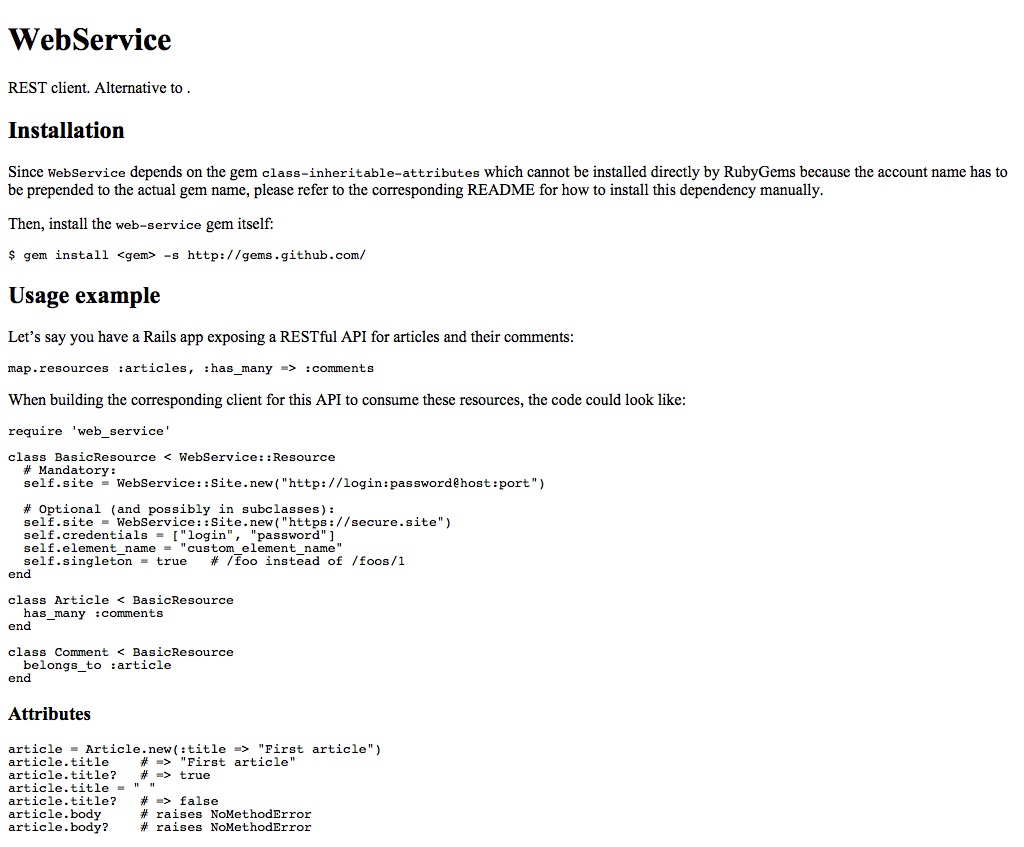 WebService
REST client. Alternative to .
Installation
Since WebService depends on the gem class-inheritable-attributes which cannot be installed directly by RubyGems because the account name has to
be prepended to the actual gem name, please refer to the corresponding README for how to install this dependency manually.
Then, install the web-service gem itself:
$ gem install <gem> -s http://gems.github.com/
Usage example
Let’s say you have a Rails app exposing a RESTful API for articles and their comments:
map.resources :articles, :has_many => :comments
When building the corresponding client for this API to consume these resources, the code could look like:
require 'web_service'
class BasicResource < WebService::Resource
  # Mandatory:
  self.site = WebService::Site.new("http://login:password@host:port")
  # Optional (and possibly in subclasses):
  self.site = WebService::Site.new("https://secure.site")
  self.credentials = ["login", "password"]
  self.element_name = "custom_element_name"
  self.singleton = true   # /foo instead of /foos/1
end
class Article < BasicResource
  has_many :comments
end
class Comment < BasicResource
  belongs_to :article
end
Attributes
article = Article.new(:title => "First article")
article.title    # => "First article"
article.title?   # => true
article.title = " "
article.title?   # => false
article.body     # raises NoMethodError
article.body?    # raises NoMethodError